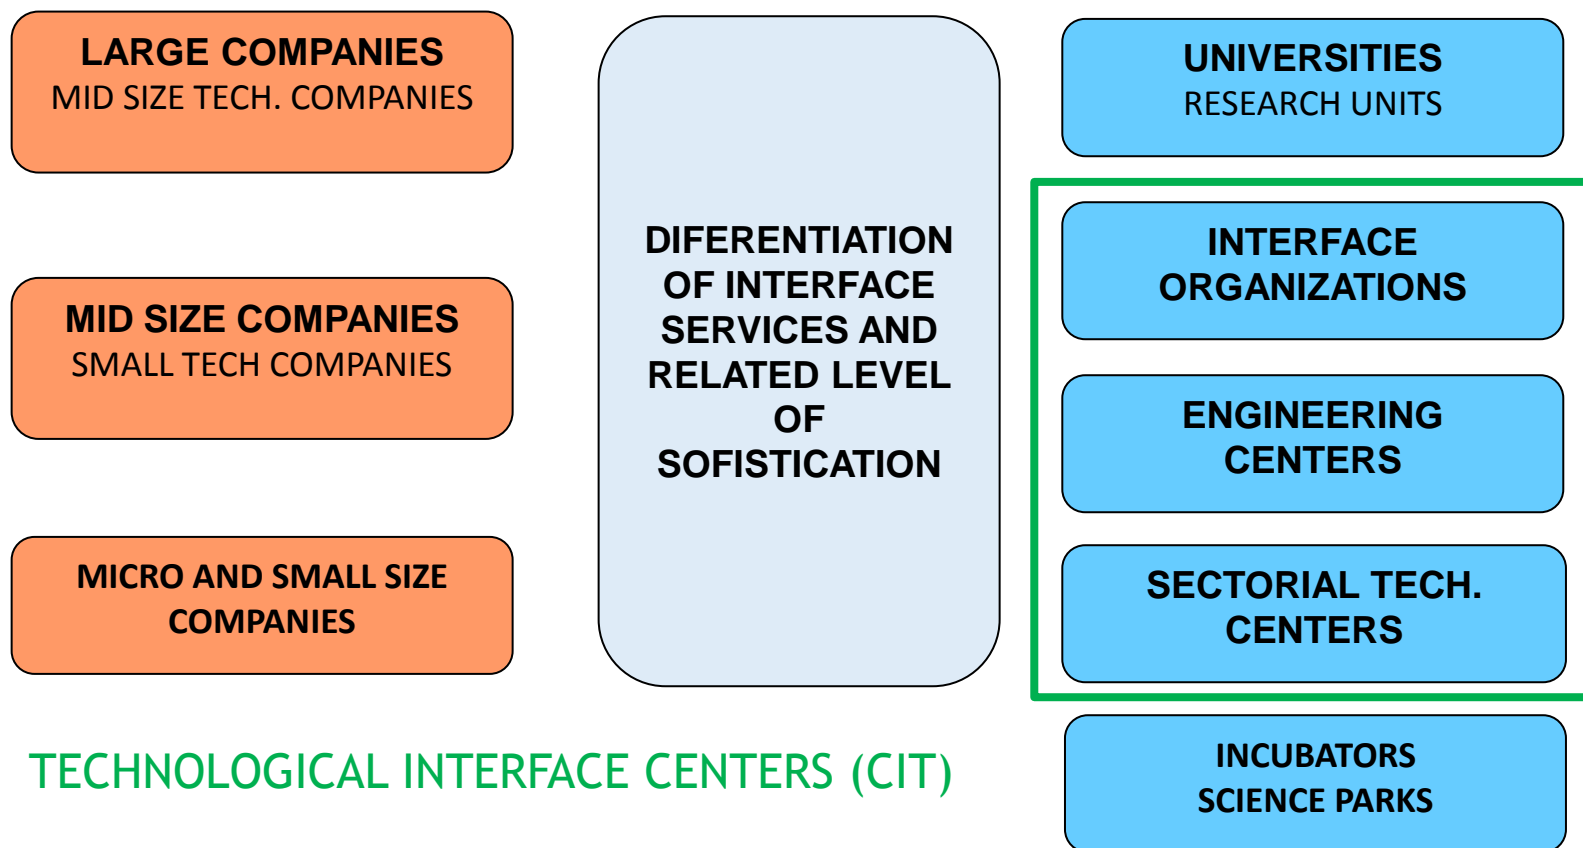 LARGE COMPANIES
MID SIZE TECH. COMPANIES
MID SIZE COMPANIES
SMALL TECH COMPANIES
MICRO AND SMALL SIZE
COMPANIES
DIFERENTIATION
OF INTERFACE
SERVICES AND
RELATED LEVEL
OF
SOFISTICATION
UNIVERSITIES
RESEARCH UNITS
INTERFACE
ORGANIZATIONS
ENGINEERING
CENTERS
SECTORIAL TECH.
CENTERS
INCUBATORS
SCIENCE PARKS
TECHNOLOGICAL INTERFACE CENTERS (CIT)